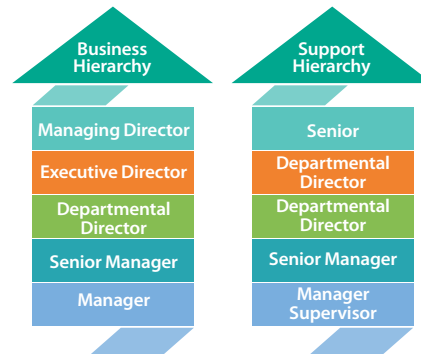 Business
Hierarchy
Managing Director
Executive Director
Departmental
Director
Senior Manager
Manager
Support
Hierarchy
Senior
Departmental
Director
Departmental
Director
Senior Manager
Manager
Supervisor